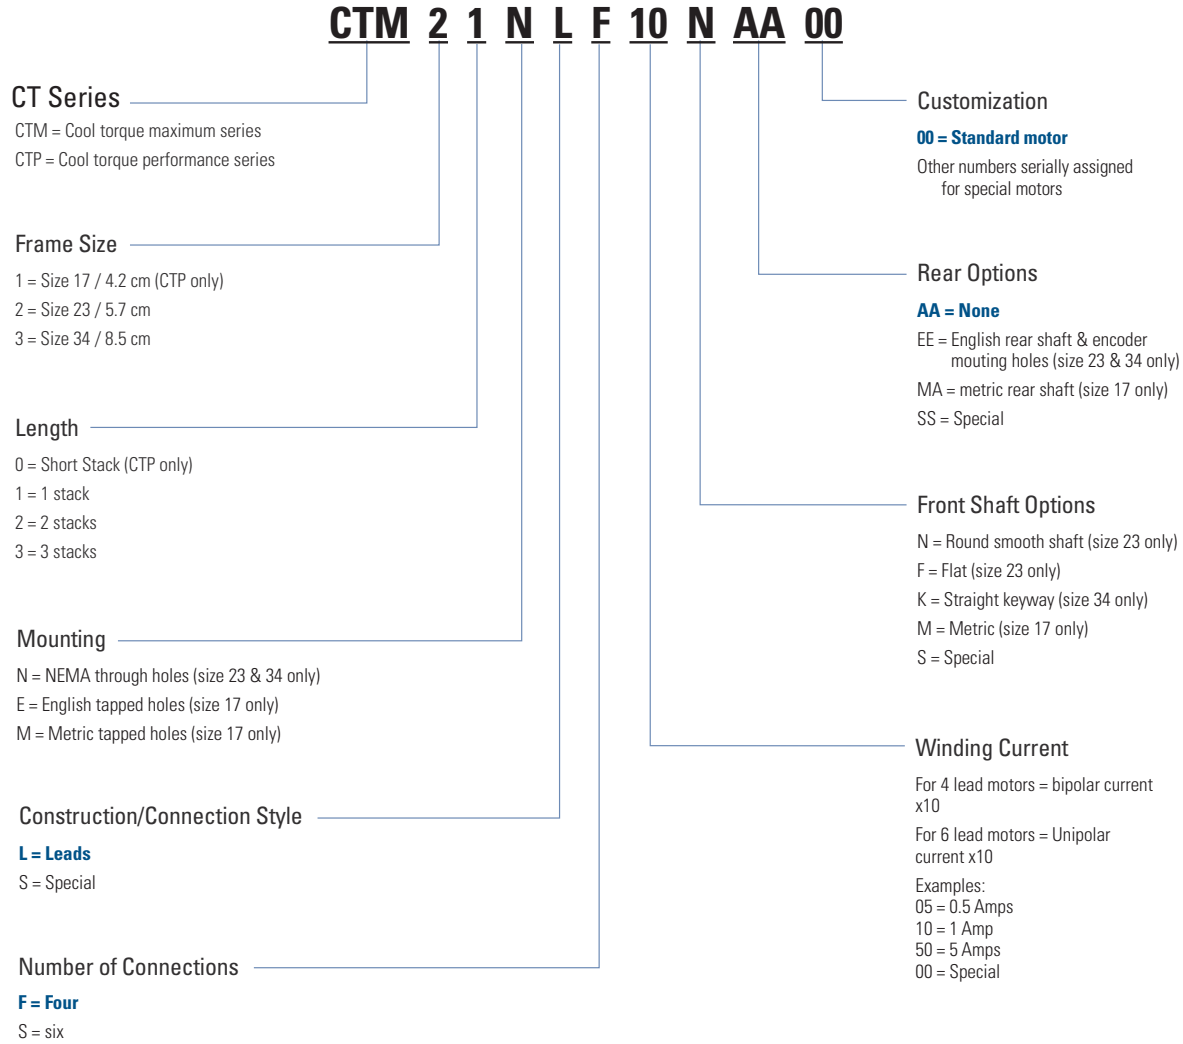 CTM 2 1 N L F 10 N AA 00
CT Series
CTM = Cool torque maximum series
CTP = Cool torque performance series
Frame Size
1 = Size 17 / 4.2 cm (CTP only)
2 = Size 23 / 5.7 cm
3 = Size 34 / 8.5 cm
Length
0 = Short Stack (CTP only)
1 = 1 stack
2 = 2 stacks
3 = 3 stacks
Mounting
N = NEMA through holes (size 23 & 34 only)
E = English tapped holes (size 17 only)
M = Metric tapped holes (size 17 only)
Construction/Connection Style
L = Leads
S = Special
Number of Connections
F = Four
S = six
Customization
00 = Standard motor
Other numbers serially assigned
for special motors
Rear Options
AA = None
EE = English rear shaft & encoder
mouting holes (size 23 & 34 only)
MA = metric rear shaft (size 17 only)
SS = Special
Front Shaft Options
N = Round smooth shaft (size 23 only)
F = Flat (size 23 only)
K = Straight keyway (size 34 only)
M = Metric (size 17 only)
S = Special
Winding Current
For 4 lead motors = bipolar current
x10
For 6 lead motors = Unipolar
current x10
Examples:
05 = 0.5 Amps
10 = 1 Amp
50 = 5 Amps
00 = Special